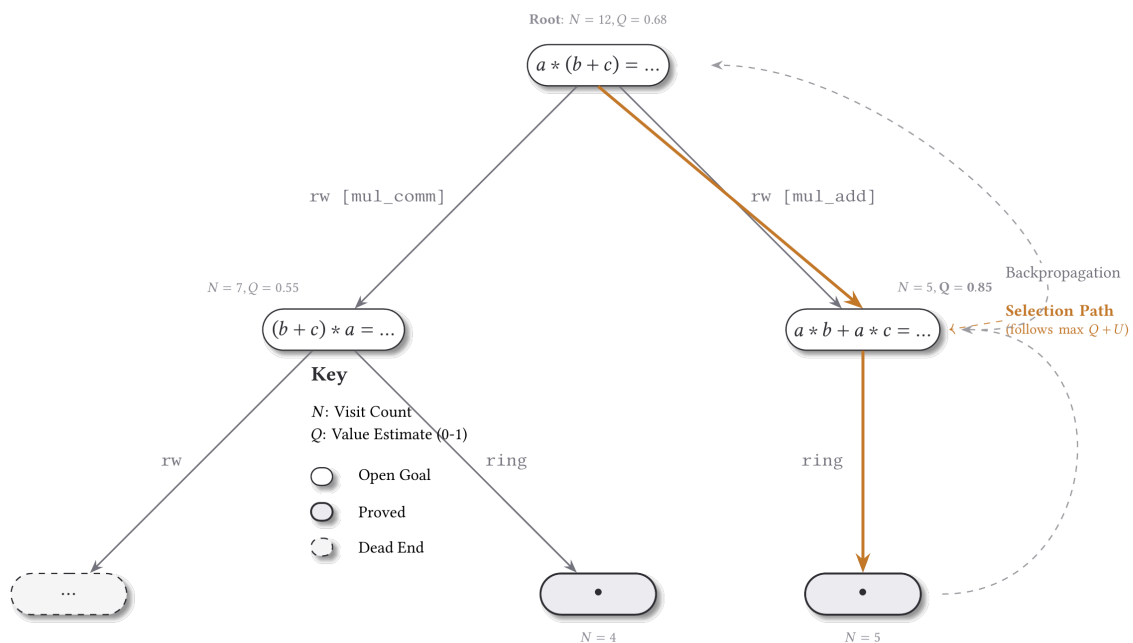 Root: N = 12, Q = 0.68
a ∗ (b + c) = ...
rw [mul_comm]
rw [mul_add]
Backpropagation
N = 7, Q = 0.55
N = 5, Q = 0.85
Selection Path
(follows max Q + U)
(b + c) ∗ a = ...
a ∗ b + a ∗ c = ...
Key
N: Visit Count
Q: Value Estimate (0-1)
rw
ring
ring
Open Goal
Proved
Dead End
...
•
•
N = 4
N = 5